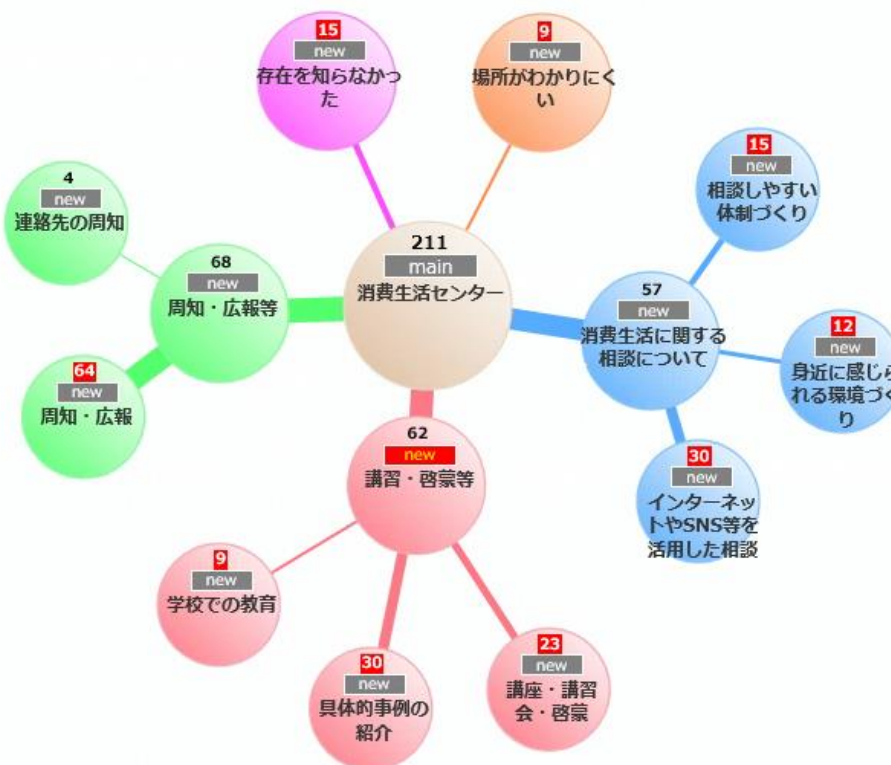 15
new
存在を知らなかっ
た
9
new
場所がわかりにく
い
15
new
相談しやすい
体制づくり
4
new
連絡先の周知
68
new
周知・広報等
211
main
消費生活センター
57
new
消費生活に関する
相談について
12
new
身近に感じら
れる環境づく
り
64
new
周知・広報
62
new
講習・啓蒙等
30
new
インターネッ
トやSNS等を
活用した相談
9
new
学校での教育
30
new
具体的事例の
紹介
23
new
講座・講習
会・啓蒙